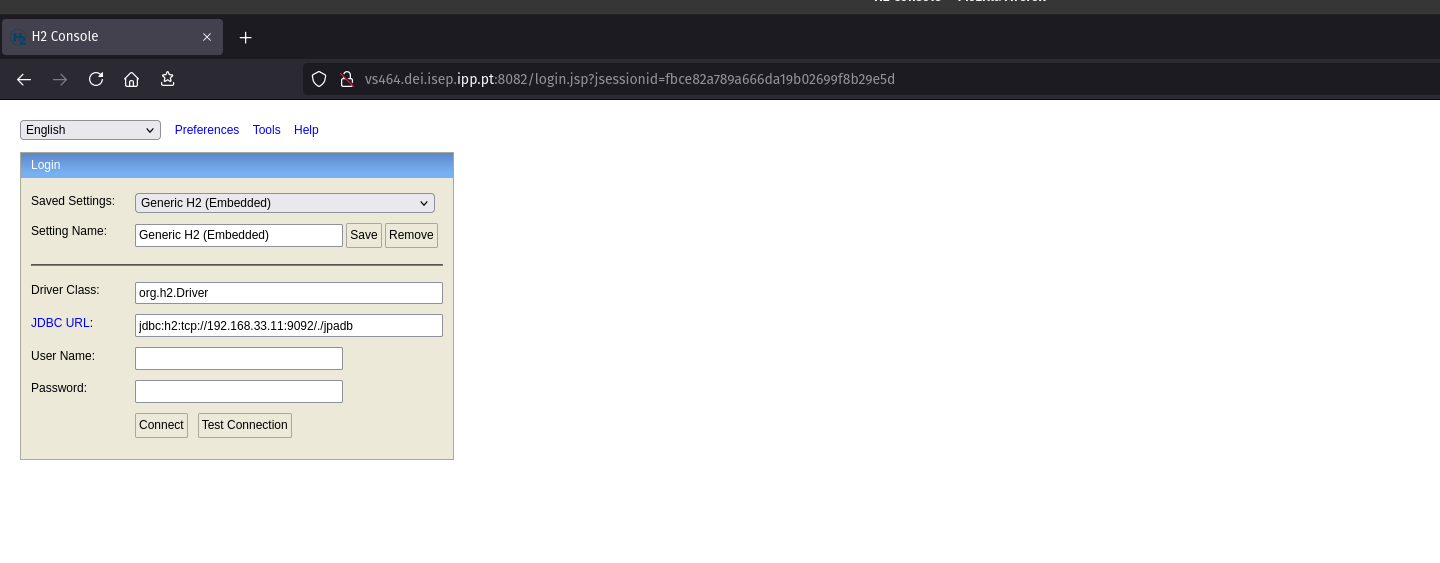 H2 Console
vs464.dei.isep.ipp.pt:8082/login.jsp?jsessionid=fbce82a789a666da19b02699f8b29e5d
English Preferences Tools Help
Login
Saved Settings: Generic H2 (Embedded)
Setting Name: Generic H2 (Embedded) Save Remove
Driver Class: org.h2.Driver
JDBC URL: jdbc:h2:tcp://192.168.33.11:9092/./jpadb
User Name:
Password:
Connect Test Connection